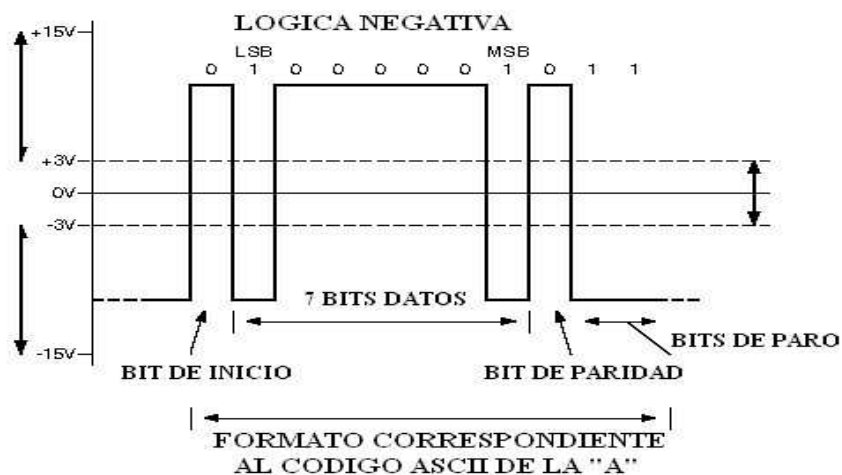 LOGICA NEGATIVA
+15V
LSB MSB
0 1 0 0 0 0 0 1 0 1 1
+3V
0V
-3V
7 BITS DATOS
-15V
BITS DE PARO
BIT DE INICIO BIT DE PARIDAD
FORMATO CORRESPONDIENTE
AL CODIGO ASCII DE LA "A"